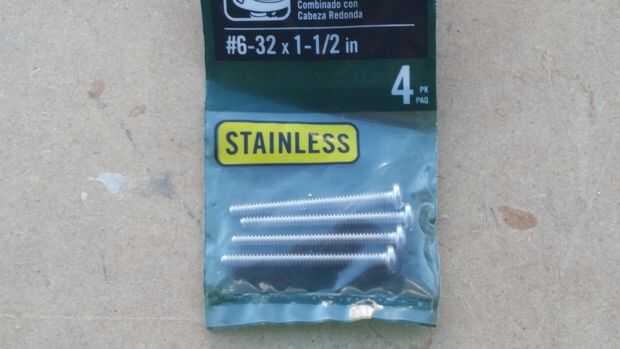 Combinado con
Cabeza Redonda
#6-32 x 1-1/2 in
4 PK
PAQ
STAINLESS